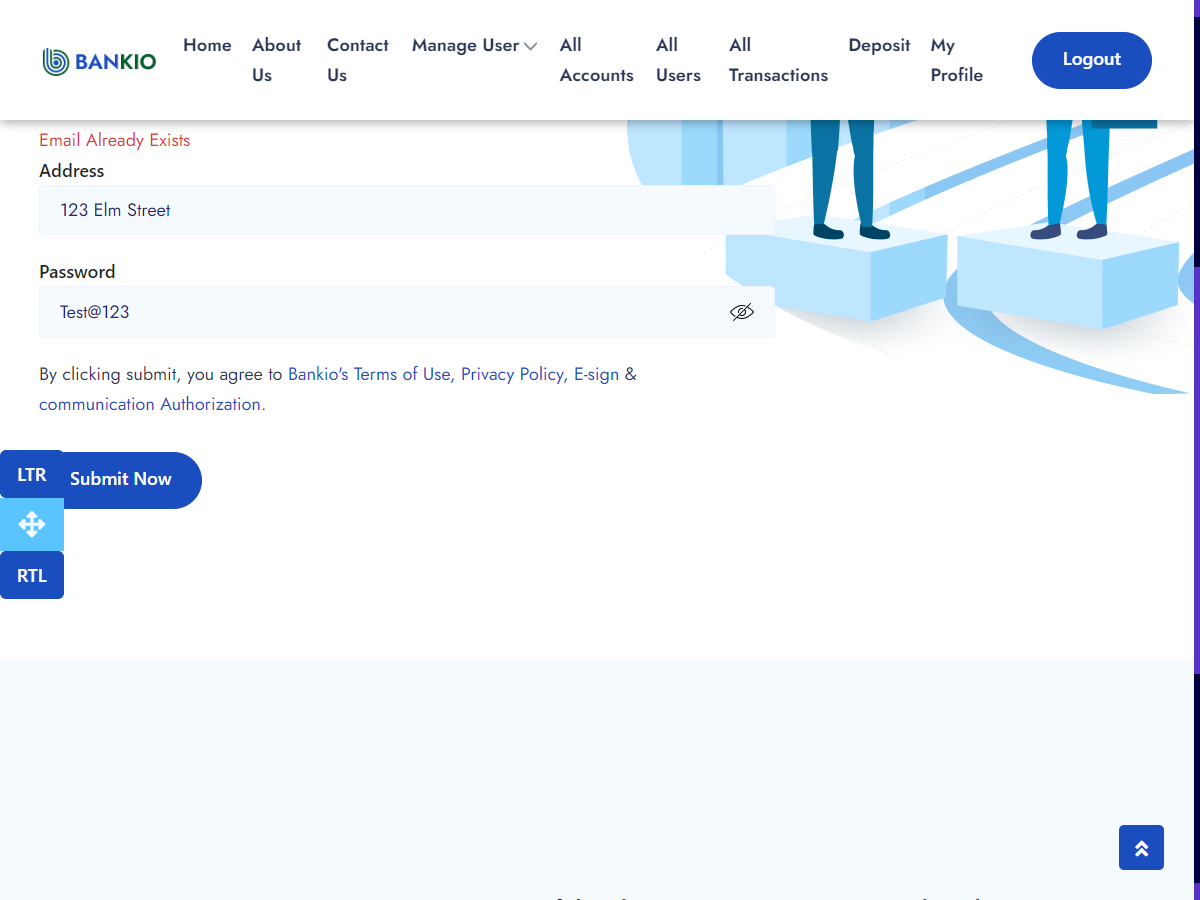 BANKIO
Home
About Us
Contact Us
Manage User
All Accounts
All Users
All Transactions
Deposit
My Profile
Logout
Email Already Exists
Address
123 Elm Street
Password
Test@123
By clicking submit, you agree to Bankio's Terms of Use, Privacy Policy, E-sign &
communication Authorization.
LTR
Submit Now
RTL